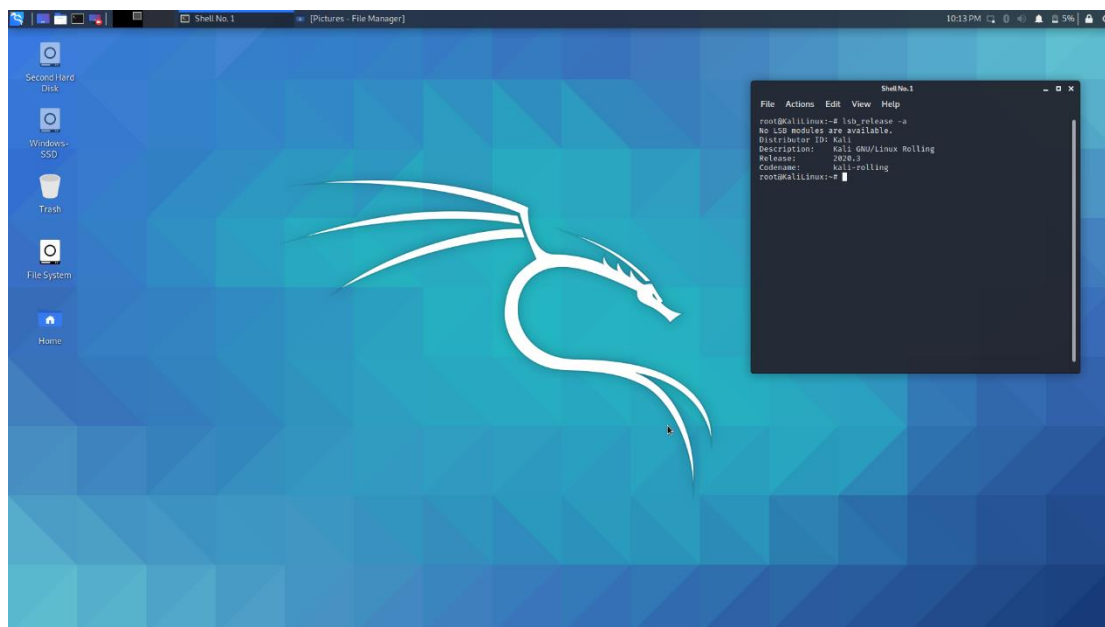 Shell No. 1
[Pictures - File Manager]
10:13 PM
5%
Second Hard
Disk
Windows-
SSD
Trash
File System
Home
Shell No. 1
File Actions Edit View Help
root@KaliLinux:~# lsb_release -a
No LSB modules are available.
Distributor ID: Kali
Description: Kali GNU/Linux Rolling
Release: 2020.3
Codename: kali-rolling
root@KaliLinux:~#